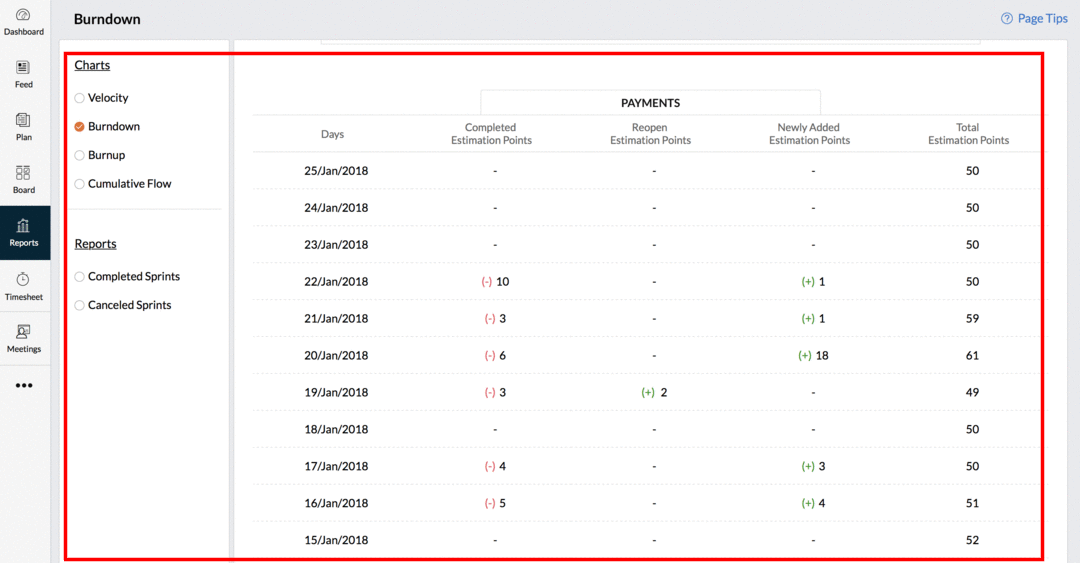 Dashboard
Feed
Plan
Board
Reports
Timesheet
Meetings
•••
Burndown
Page Tips
Charts
Velocity
Burndown
Burnup
Cumulative Flow
Reports
Completed Sprints
Canceled Sprints
PAYMENTS
Days Completed Estimation Points Reopen Estimation Points Newly Added Estimation Points Total Estimation Points
25/Jan/2018 - - - 50
24/Jan/2018 - - - 50
23/Jan/2018 - - - 50
22/Jan/2018 (-) 10 - (+) 1 50
21/Jan/2018 (-) 3 - (+) 1 59
20/Jan/2018 (-) 6 - (+) 18 61
19/Jan/2018 (-) 3 (+) 2 - 49
18/Jan/2018 - - - 50
17/Jan/2018 (-) 4 - (+) 3 50
16/Jan/2018 (-) 5 - (+) 4 51
15/Jan/2018 - - - 52